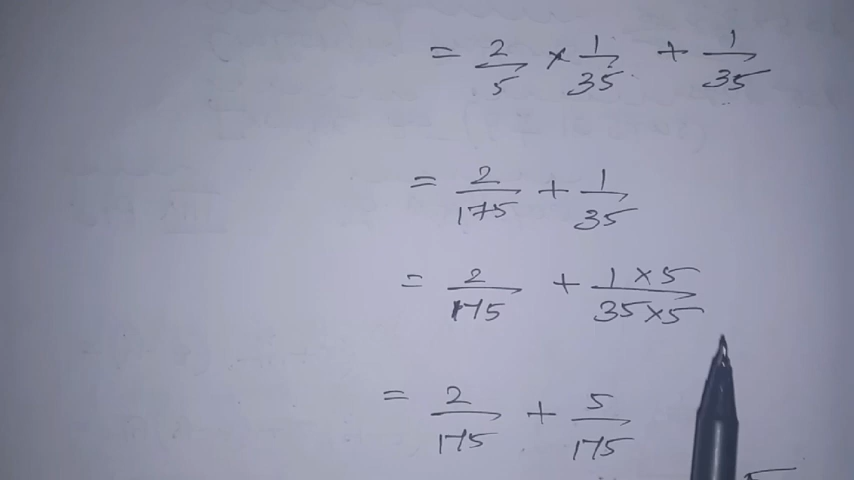 = 2/5 × 1/35 + 1/35
= 2/175 + 1/35
= 2/175 + 1×5/35×5
= 2/175 + 5/175